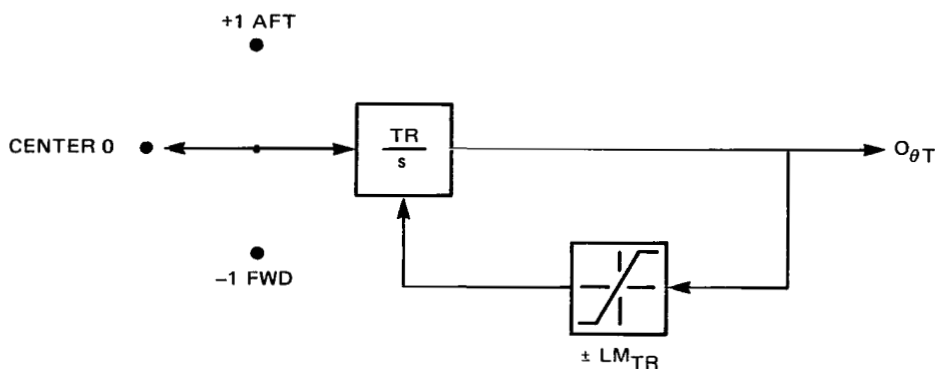 +1 AFT
CENTER 0
TR
s
O_θT
−1 FWD
± LM_TR